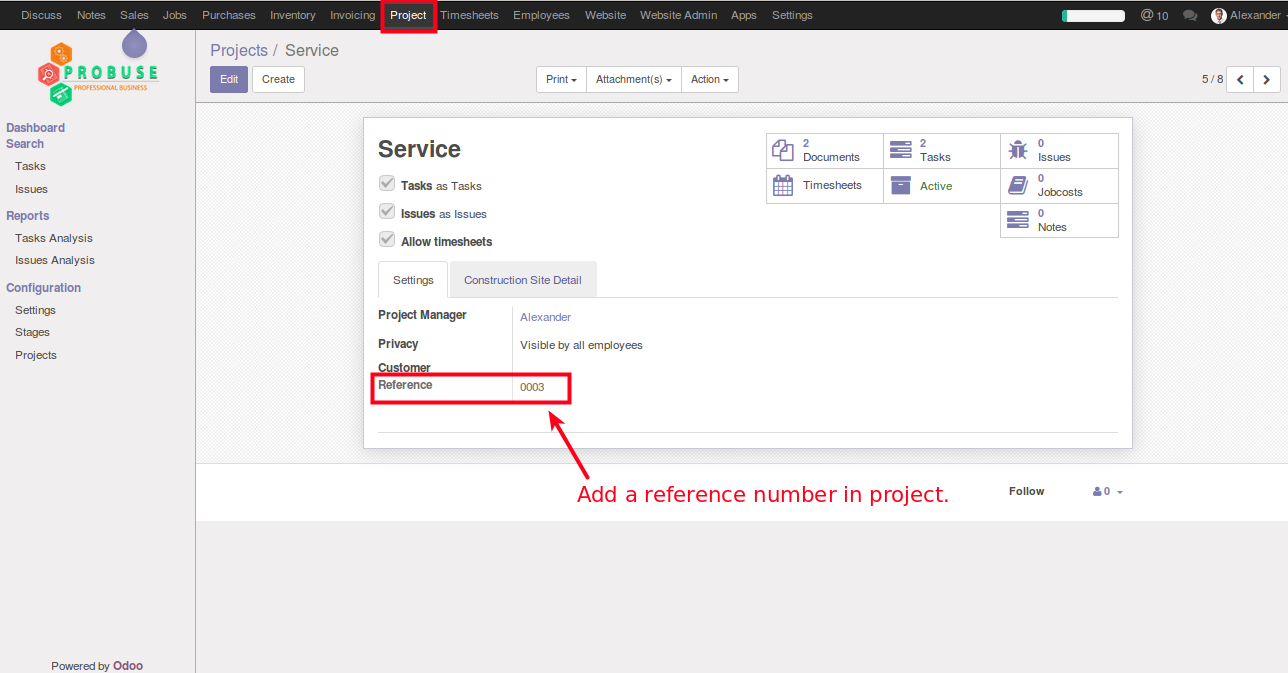 Discuss Notes Sales Jobs Purchases Inventory Invoicing Project Timesheets Employees Website Website Admin Apps Settings @ 10 Alexander
PROBUSE
PROFESSIONAL BUSINESS
Projects / Service
Edit Create Print Attachment(s) Action 5 / 8
Dashboard
Search
Tasks
Issues
Reports
Tasks Analysis
Issues Analysis
Configuration
Settings
Stages
Projects
Service
2 Documents
2 Tasks
0 Issues
Timesheets
Active
0 Jobcosts
0 Notes
Tasks as Tasks
Issues as Issues
Allow timesheets
Settings Construction Site Detail
Project Manager Alexander
Privacy Visible by all employees
Customer
Reference 0003
Add a reference number in project.
Follow 0
Powered by Odoo